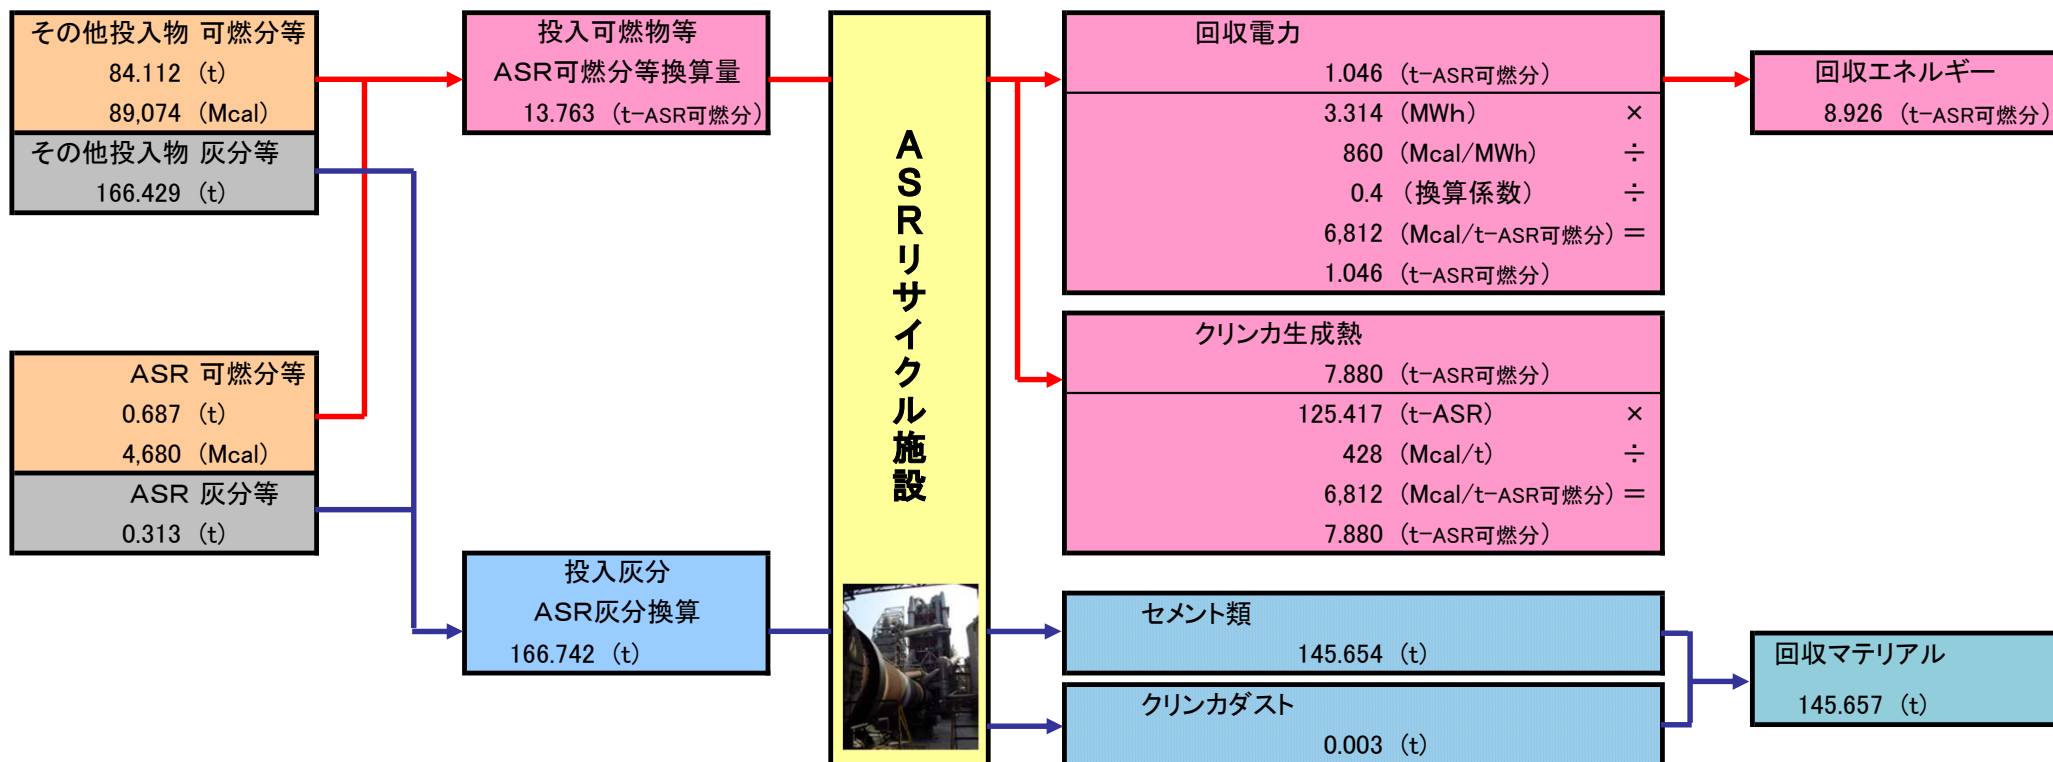 その他投入物 可燃分等
84.112 (t)
89,074 (Mcal)
その他投入物 灰分等
166.429 (t)
ASR 可燃分等
0.687 (t)
4,680 (Mcal)
ASR 灰分等
0.313 (t)
投入可燃物等
ASR可燃分等換算量
13.763 (t-ASR可燃分)
投入灰分
ASR灰分換算
166.742 (t)
ASRリサイクル施設
回収電力
1.046 (t-ASR可燃分)
3.314 (MWh) ×
860 (Mcal/MWh) ÷
0.4 (換算係数) ÷
6,812 (Mcal/t-ASR可燃分) =
1.046 (t-ASR可燃分)
クリンカ生成熱
7.880 (t-ASR可燃分)
125.417 (t-ASR) ×
428 (Mcal/t) ÷
6,812 (Mcal/t-ASR可燃分) =
7.880 (t-ASR可燃分)
セメント類
145.654 (t)
クリンカダスト
0.003 (t)
回収エネルギー
8.926 (t-ASR可燃分)
回収マテリアル
145.657 (t)